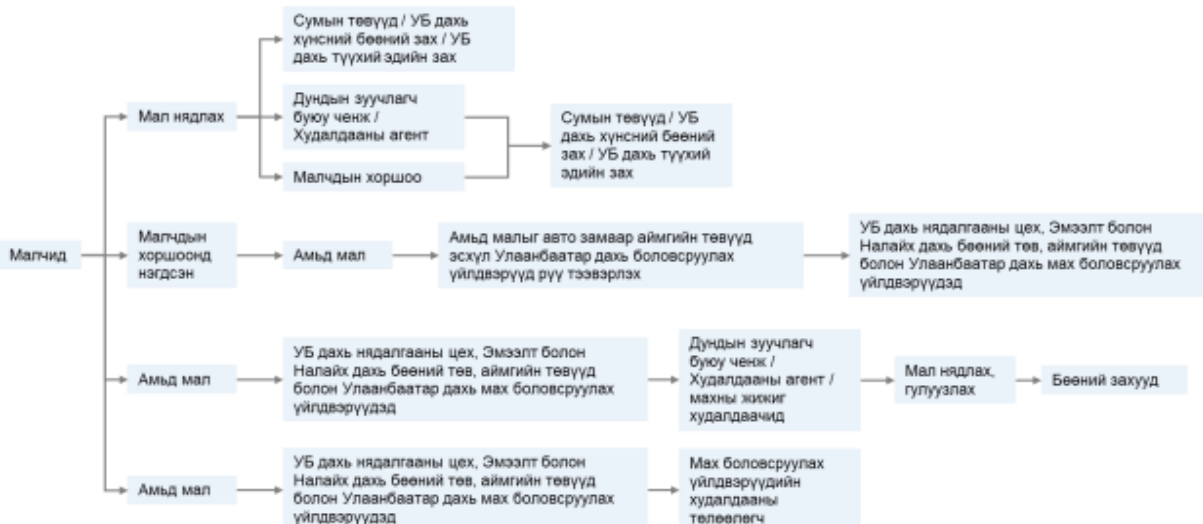 Сумын төвүүд / УБ дахь
хүнсний бөөний зах / УБ
дахь түүхий эдийн зах
Мал нядлах
Дундын зуучлагч
буюу ченж /
Худалдааны агент
Малчдын хоршоо
Сумын төвүүд / УБ
дахь хүнсний бөөний
зах / УБ дахь түүхий
эдийн зах
Малчид
Малчдын
хоршоонд
нэгдсэн
Амьд мал
Амьд малыг авто замаар аймгийн төвүүд
эсхүл Улаанбаатар дахь боловсруулах
үйлдвэрүүд рүү тээвэрлэх
УБ дахь нядалгааны цех, Эмээлт болон
Налайх дахь бөөний төв, аймгийн төвүүд
болон Улаанбаатар дахь мах боловсруулах
үйлдвэрүүдэд
Амьд мал
УБ дахь нядалгааны цех, Эмээлт болон
Налайх дахь бөөний төв, аймгийн төвүүд
болон Улаанбаатар дахь мах боловсруулах
үйлдвэрүүдэд
Дундын зуучлагч
буюу ченж /
Худалдааны агент /
махны жижиг
худалдаачид
Мал нядлах,
гулуузлах
Бөөний захууд
Амьд мал
УБ дахь нядалгааны цех, Эмээлт болон
Налайх дахь бөөний төв, аймгийн төвүүд
болон Улаанбаатар дахь мах боловсруулах
үйлдвэрүүдэд
Мах боловсруулах
үйлдвэрүүдийн
худалдааны
төлөөлөгч